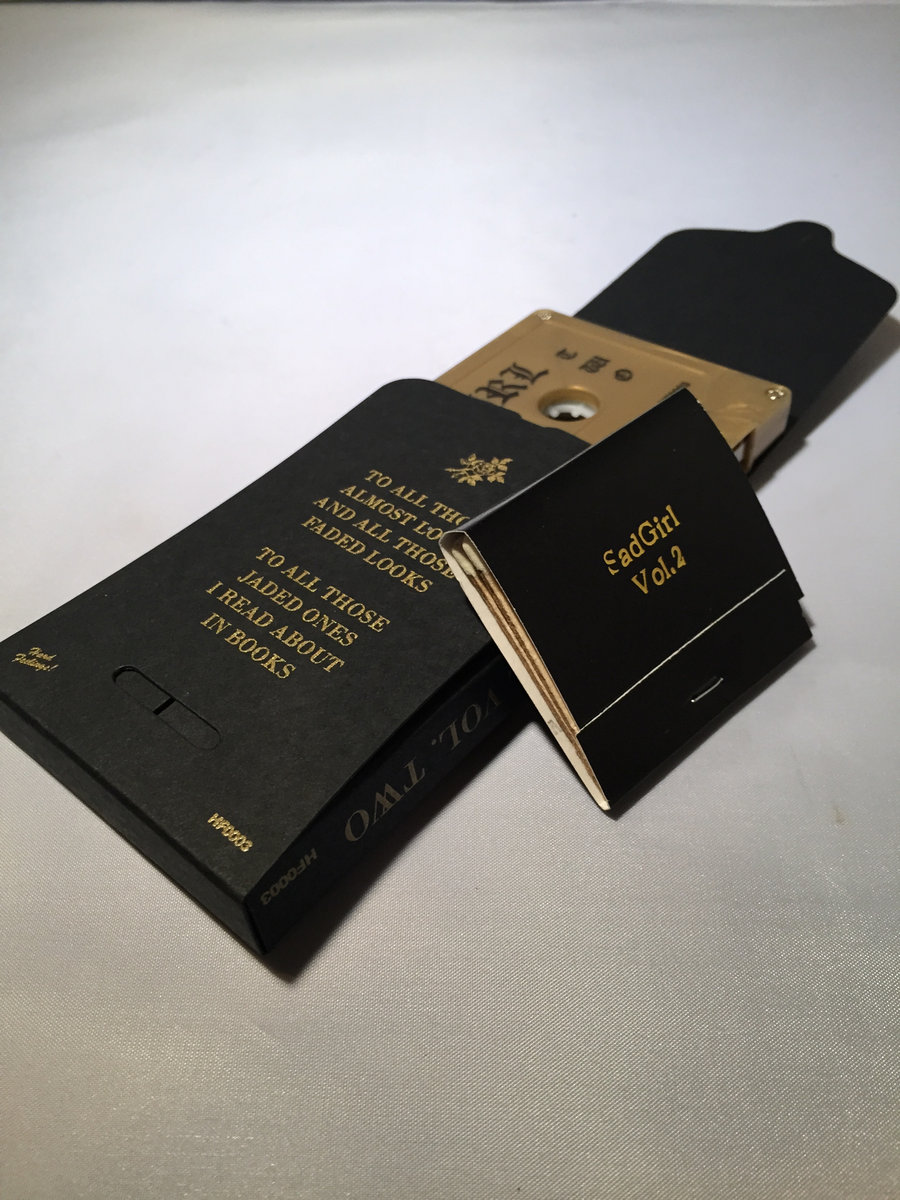 TO ALL
ALMOST
AND ALL THOSE
FADED LOOKS
TO ALL THOSE
JADED ONES
I READ ABOUT
IN BOOKS
Hard
Feelings!
HF0003
VOL. TWO
HF0003
SadGirl
Vol.2